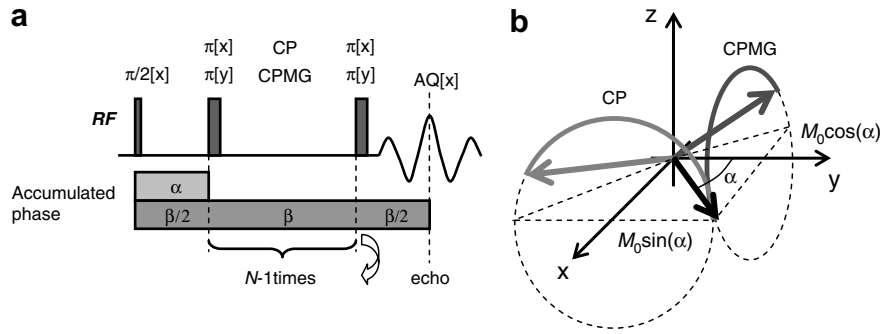 a
π[x] CP π[x]
π/2[x] π[y] CPMG π[y] AQ[x]
RF
Accumulated phase
α
β/2 β β/2
N-1times
echo
b
z
CPMG
CP
M₀cos(α)
α
y
M₀sin(α)
x